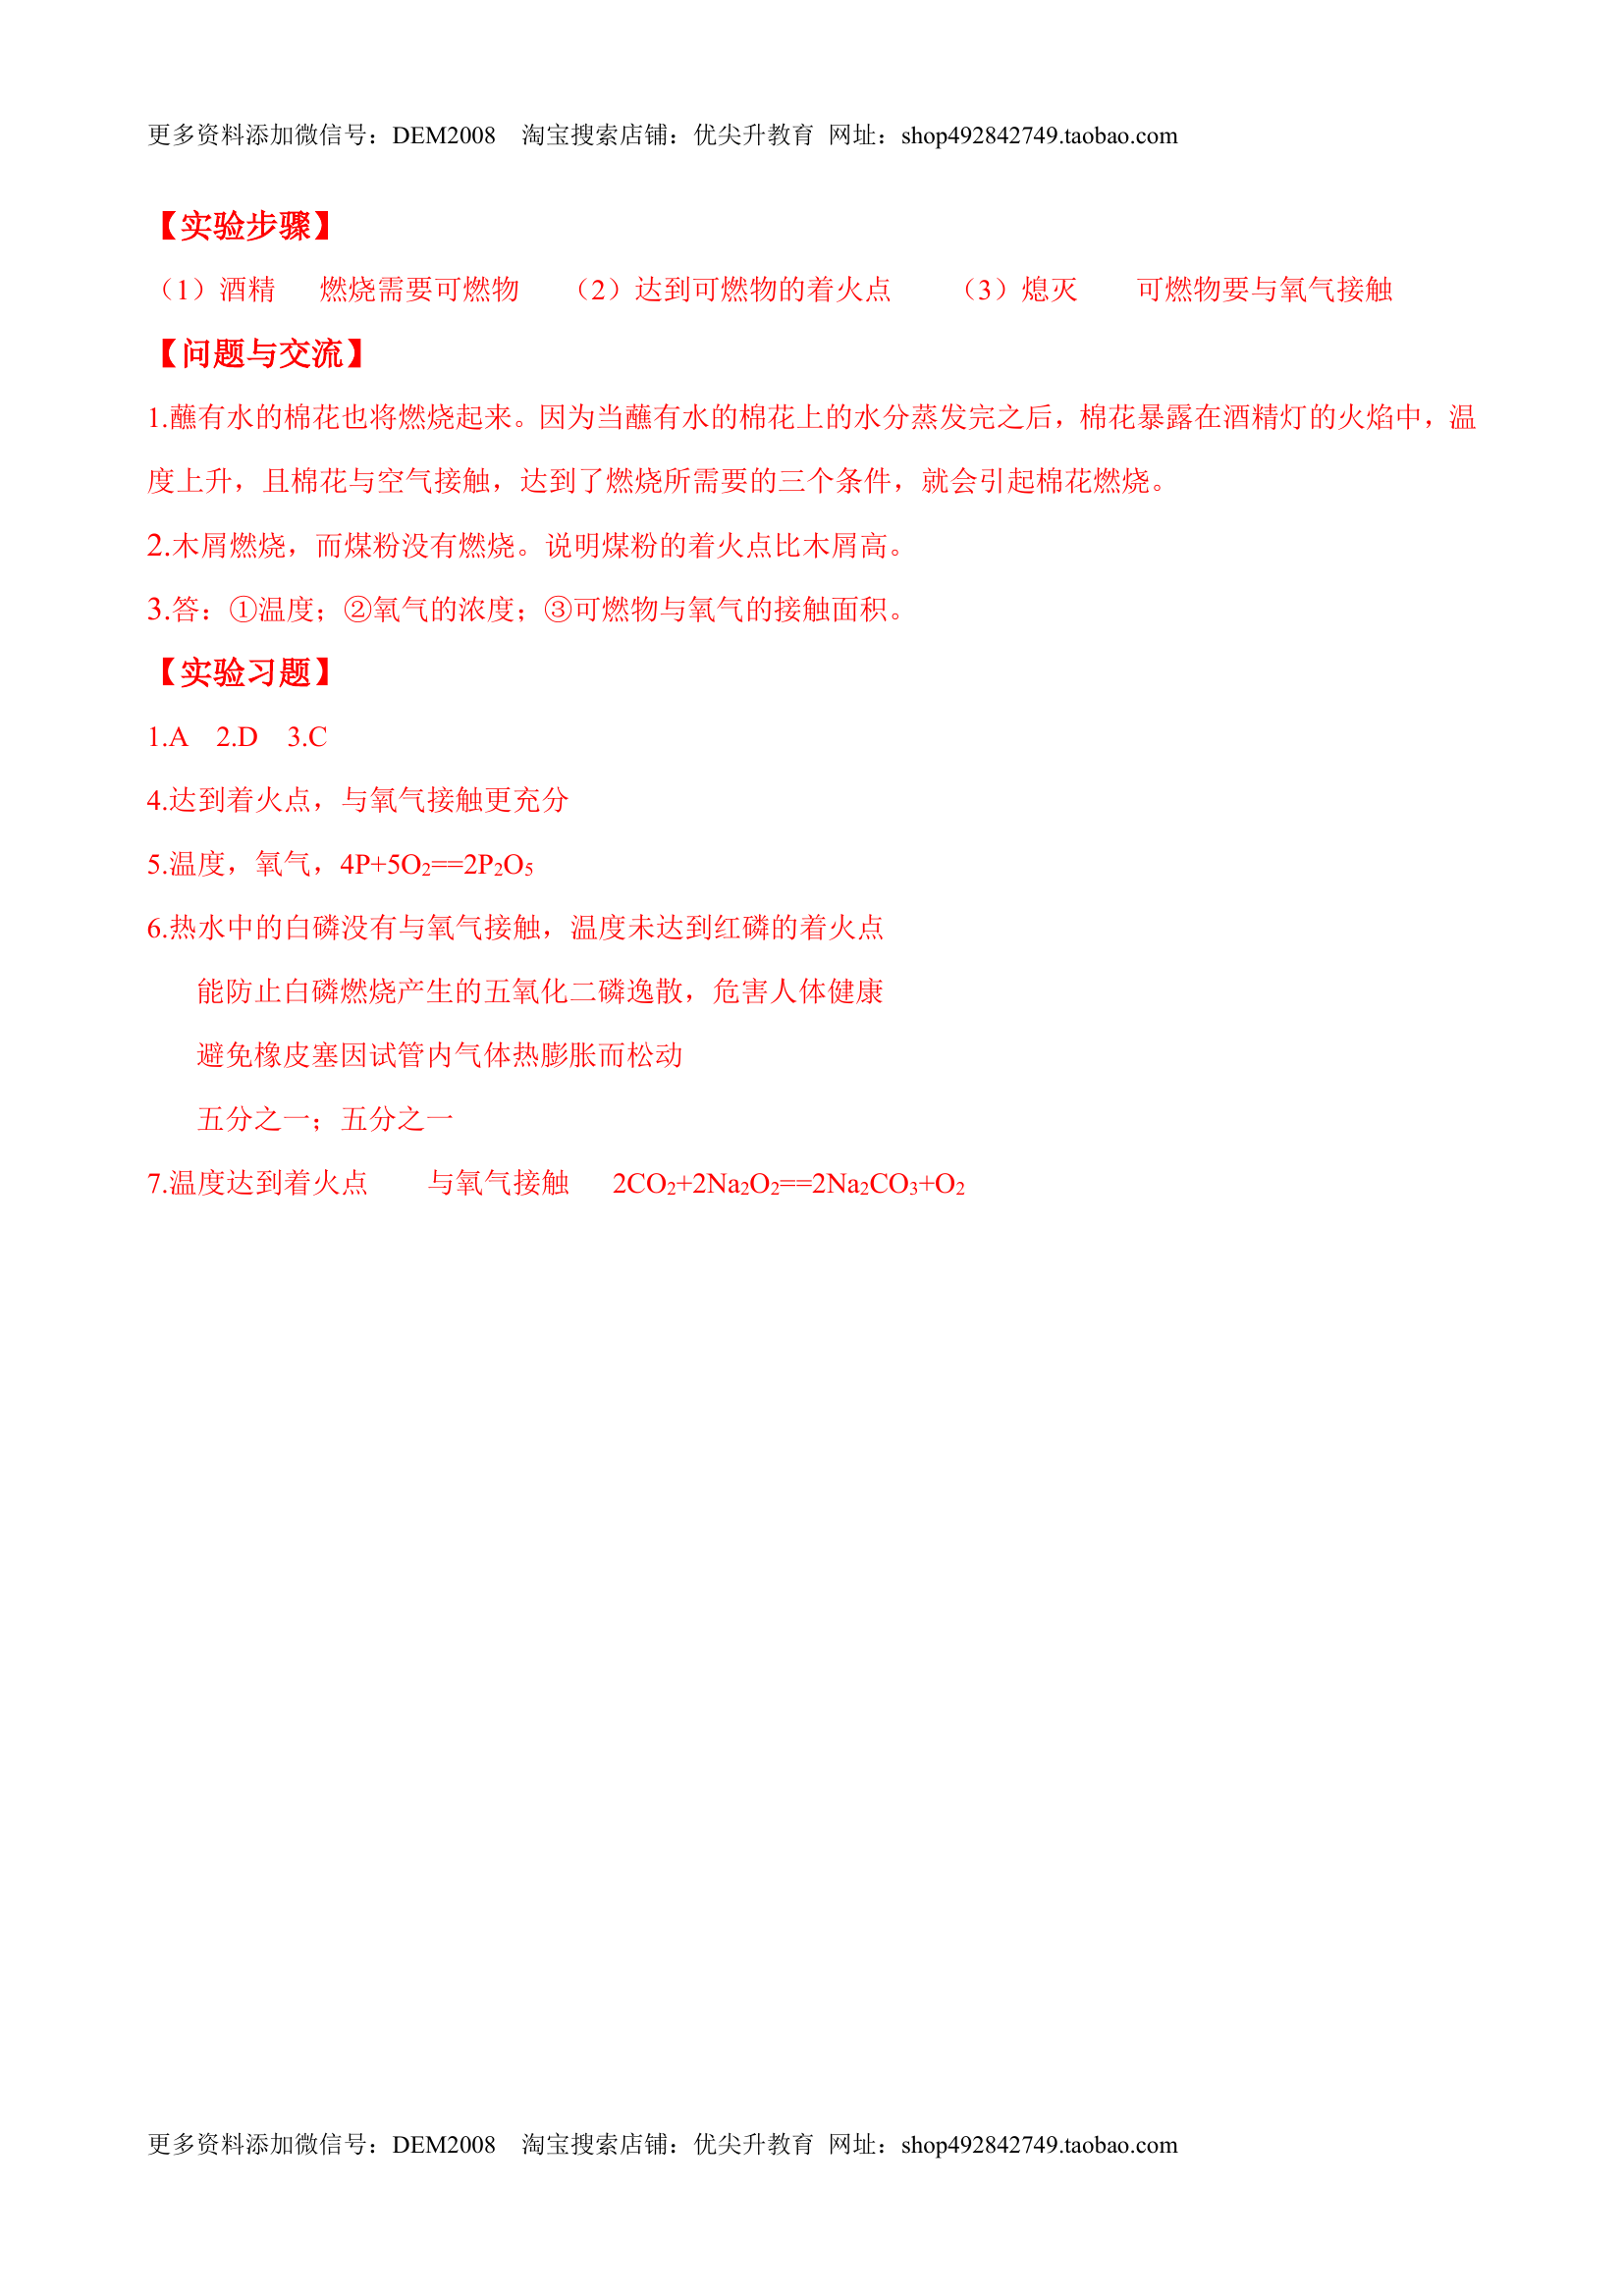 更多资料添加微信号：DEM2008 淘宝搜索店铺：优尖升教育 网址：shop492842749.taobao.com
【实验步骤】
（1）酒精 燃烧需要可燃物 （2）达到可燃物的着火点 （3）熄灭 可燃物要与氧气接触
【问题与交流】
1.蘸有水的棉花也将燃烧起来。因为当蘸有水的棉花上的水分蒸发完之后，棉花暴露在酒精灯的火焰中，温
度上升，且棉花与空气接触，达到了燃烧所需要的三个条件，就会引起棉花燃烧。
2.木屑燃烧，而煤粉没有燃烧。说明煤粉的着火点比木屑高。
3.答：①温度；②氧气的浓度；③可燃物与氧气的接触面积。
【实验习题】
1.A 2.D 3.C
4.达到着火点，与氧气接触更充分
5.温度，氧气，4P+5O₂==2P₂O₅
6.热水中的白磷没有与氧气接触，温度未达到红磷的着火点
能防止白磷燃烧产生的五氧化二磷逸散，危害人体健康
避免橡皮塞因试管内气体热膨胀而松动
五分之一；五分之一
7.温度达到着火点 与氧气接触 2CO₂+2Na₂O₂==2Na₂CO₃+O₂
更多资料添加微信号：DEM2008 淘宝搜索店铺：优尖升教育 网址：shop492842749.taobao.com